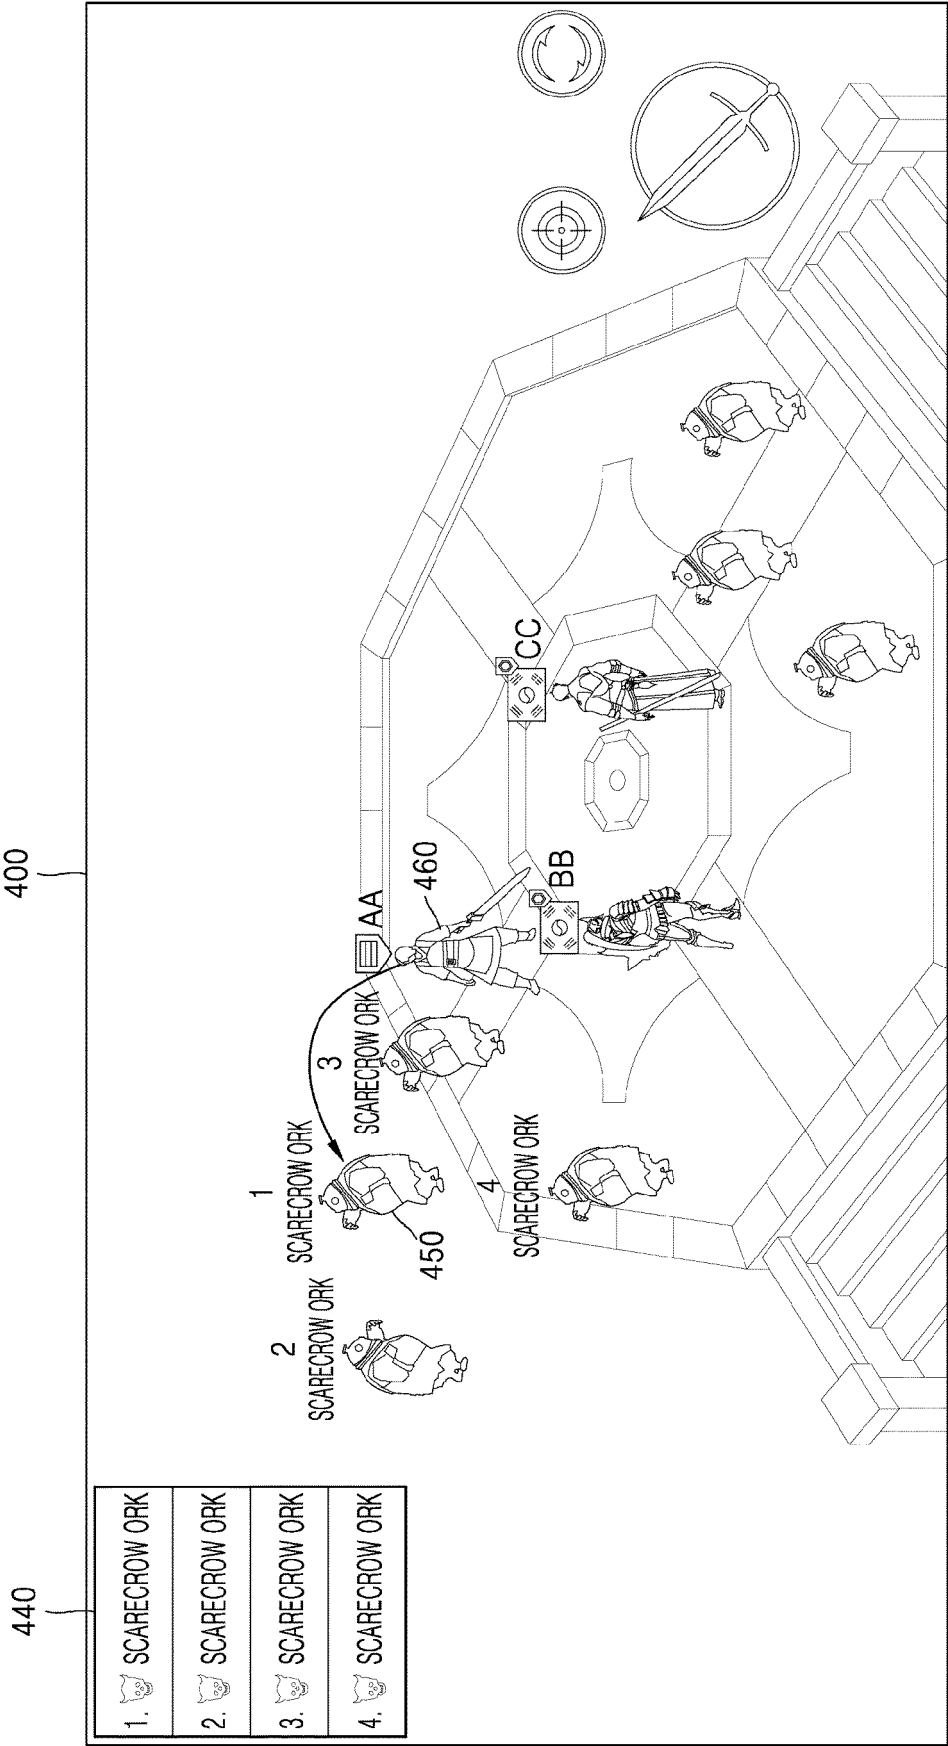 400
440
1. SCARECROW ORK
2. SCARECROW ORK
3. SCARECROW ORK
4. SCARECROW ORK
1
SCARECROW ORK
2
SCARECROW ORK
3
SCARECROW ORK
4
SCARECROW ORK
450
AA
460
BB
CC